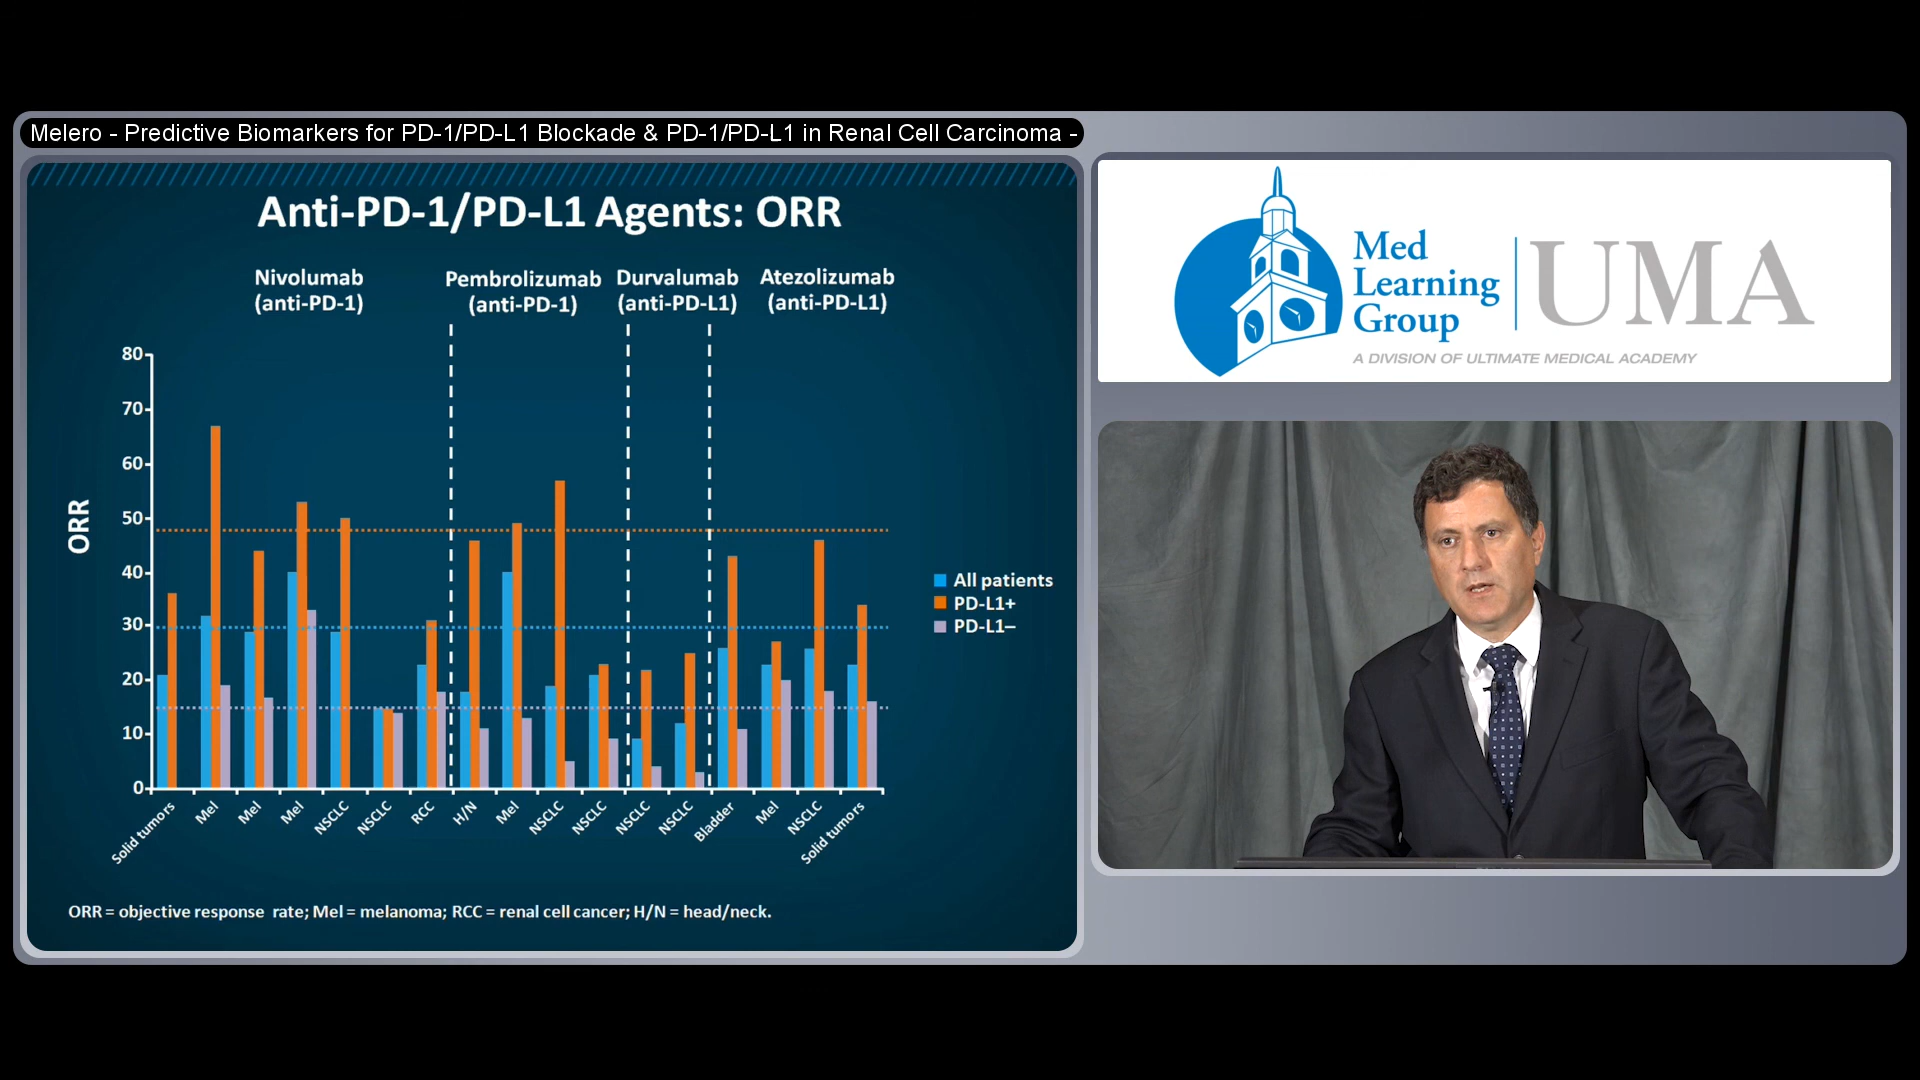 Melero - Predictive Biomarkers for PD-1/PD-L1 Blockade & PD-1/PD-L1 in Renal Cell Carcinoma -
Anti-PD-1/PD-L1 Agents: ORR
Nivolumab
(anti-PD-1)
Pembrolizumab
(anti-PD-1)
Durvalumab
(anti-PD-L1)
Atezolizumab
(anti-PD-L1)
80
70
60
50
40
30
20
10
0
ORR
All patients
PD-L1+
PD-L1–
Solid tumors
Mel
Mel
Mel
NSCLC
NSCLC
RCC
H/N
Mel
NSCLC
NSCLC
NSCLC
NSCLC
Bladder
Mel
NSCLC
Solid tumors
ORR = objective response rate; Mel = melanoma; RCC = renal cell cancer; H/N = head/neck.
Med
Learning
Group
UMA
A DIVISION OF ULTIMATE MEDICAL ACADEMY